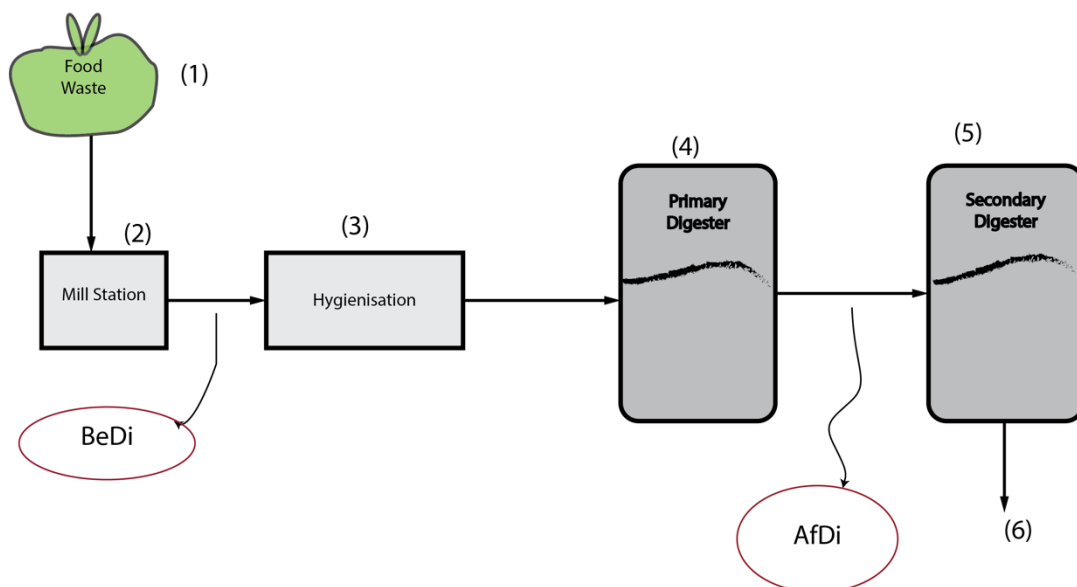 Food
Waste
(1)
(2)
Mill Station
(3)
Hygienisation
(4)
Primary
Digester
(5)
Secondary
Digester
BeDi
AfDi
(6)